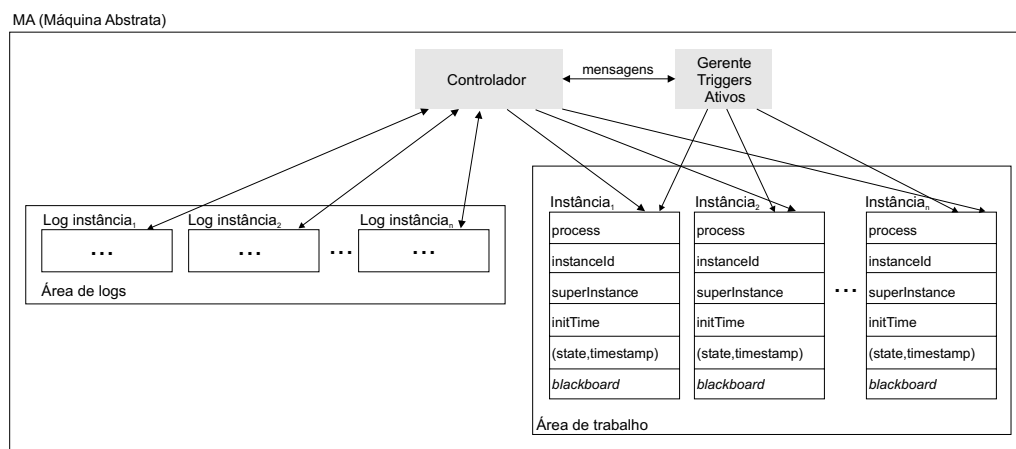 MA (Máquina Abstrata)
Controlador
mensagens
Gerente
Triggers
Ativos
Log instância₁
Log instância₂
Log instânciaₙ
...
...
...
...
Área de logs
Instância₁
Instância₂
Instânciaₙ
process
process
process
instanceId
instanceId
instanceId
superInstance
superInstance
...
superInstance
initTime
initTime
initTime
(state,timestamp)
(state,timestamp)
(state,timestamp)
blackboard
blackboard
blackboard
Área de trabalho